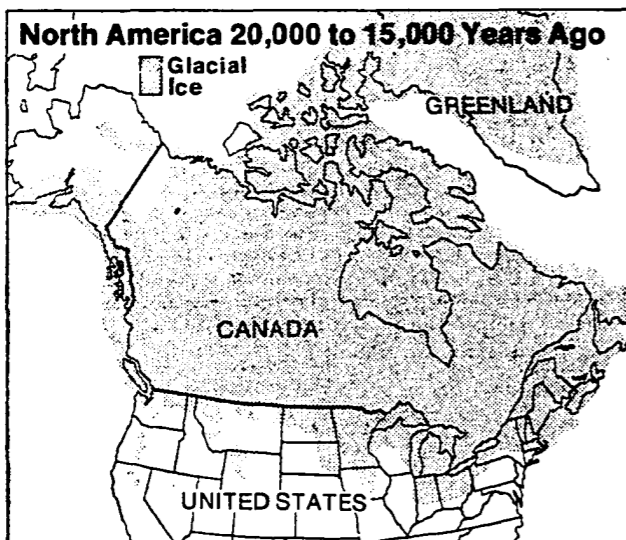 North America 20,000 to 15,000 Years Ago
Glacial
Ice
GREENLAND
CANADA
UNITED STATES